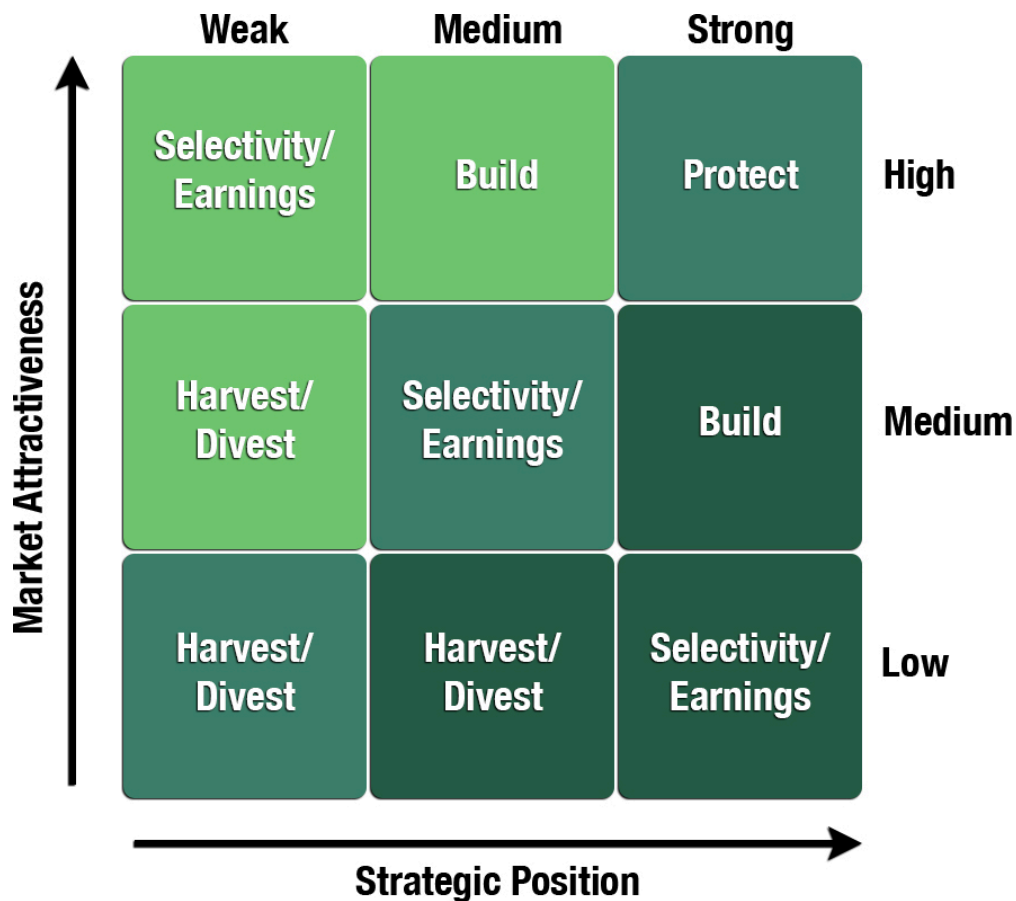 Weak Medium Strong
Selectivity/
Earnings
Build
Protect
High
Harvest/
Divest
Selectivity/
Earnings
Build
Medium
Harvest/
Divest
Harvest/
Divest
Selectivity/
Earnings
Low
Market Attractiveness
Strategic Position